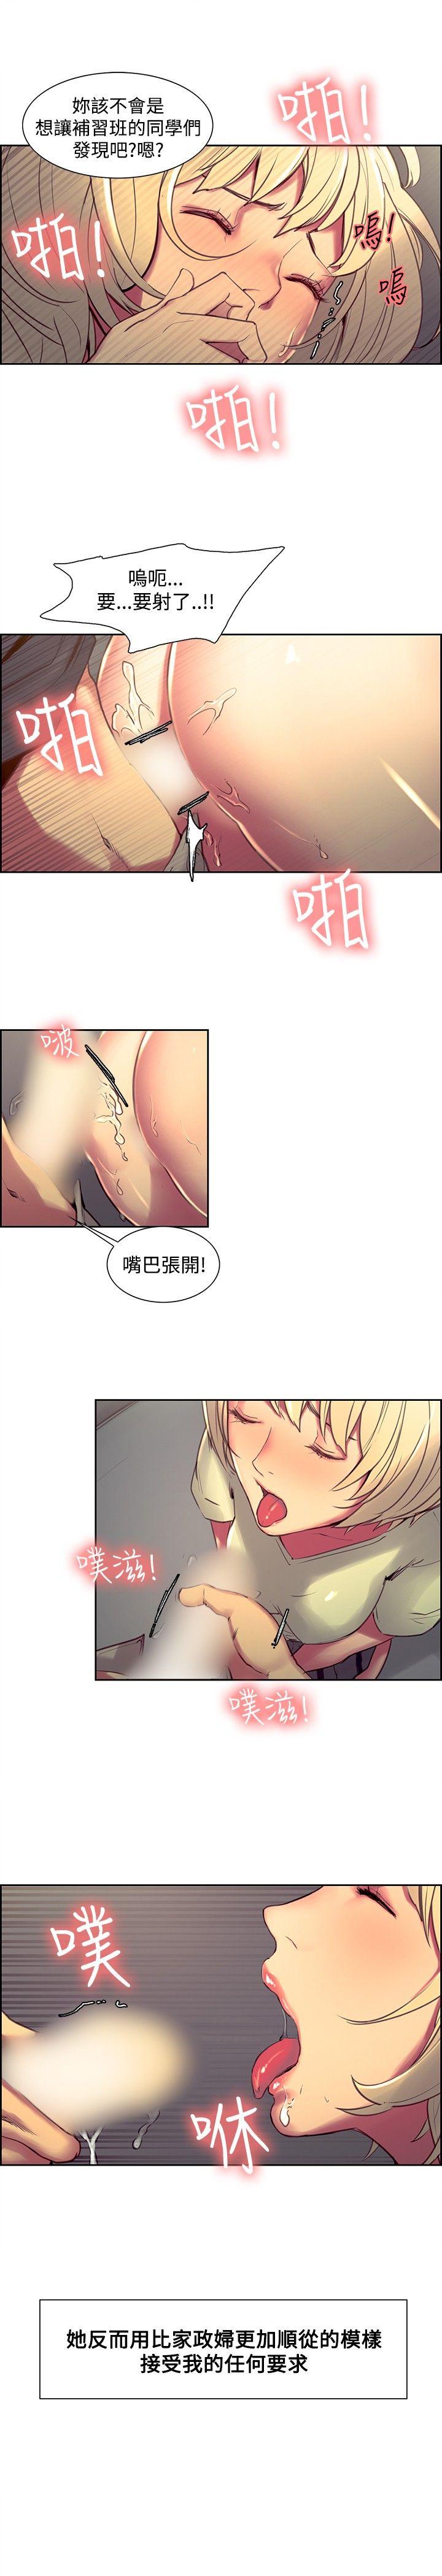 妳該不會是
想讓補習班的同學們
發現吧?嗯?
啪!
啪!
嗚!
嗚
啪!
嗚呃...
要...要射了..!!
啪
啪
啵
嘴巴張開!
噗滋!
噗滋!
噗
咻
她反而用比家政婦更加順從的模樣
接受我的任何要求